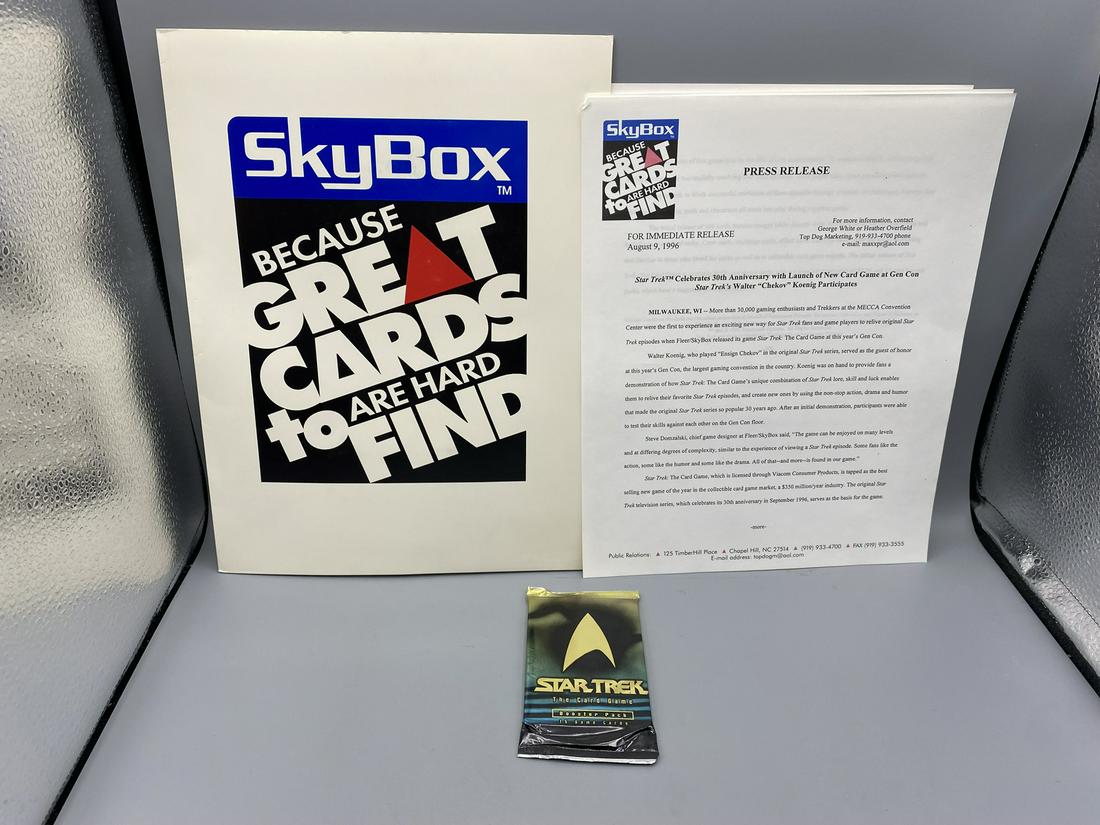 SkyBox
TM
BECAUSE
GREAT
CARDS
ARE HARD
to FIND
SkyBox
BECAUSE
GREAT
CARDS
ARE HARD
to FIND
PRESS RELEASE
For more information, contact
George White or Heather Overfield
Top Dog Marketing, 919-933-4700 phone
e-mail: maxxpr@aol.com
FOR IMMEDIATE RELEASE
August 9, 1996
Star Trek™ Celebrates 30th Anniversary with Launch of New Card Game at Gen Con
Star Trek's Walter "Chekov" Koenig Participates
MILWAUKEE, WI -- More than 30,000 gaming enthusiasts and Trekkers at the MECCA Convention
Center were the first to experience an exciting new way for Star Trek fans and game players to relive original Star
Trek episodes when Fleer/SkyBox released its game Star Trek: The Card Game at this year's Gen Con.
Walter Koenig, who played "Ensign Chekov" in the original Star Trek series, served as the guest of honor
at this year's Gen Con, the largest gaming convention in the country. Koenig was on hand to provide fans a
demonstration of how Star Trek: The Card Game's unique combination of Star Trek lore, skill and luck enables
them to relive their favorite Star Trek episodes, and create new ones by using the non-stop action, drama and humor
that made the original Star Trek series so popular 30 years ago. After an initial demonstration, participants were able
to test their skills against each other on the Gen Con floor.
Steve Domzalski, chief game designer at Fleer/SkyBox said, "The game can be enjoyed on many levels
and at differing degrees of complexity, similar to the experience of viewing a Star Trek episode. Some fans like the
action, some like the humor and some like the drama. All of that--and more--is found in our game."
Star Trek: The Card Game, which is licensed through Viacom Consumer Products, is tapped as the best
selling new game of the year in the collectible card game market, a $350 million/year industry. The original Star
Trek television series, which celebrates its 30th anniversary in September 1996, serves as the basis for the game.
-more-
Public Relations: ▲ 125 TimberHill Place ▲ Chapel Hill, NC 27514 ▲ (919) 933-4700 ▲ FAX (919) 933-3555
E-mail address: topdogm@aol.com
STAR TREK
The Card Game
Booster Pack
15 Game Cards